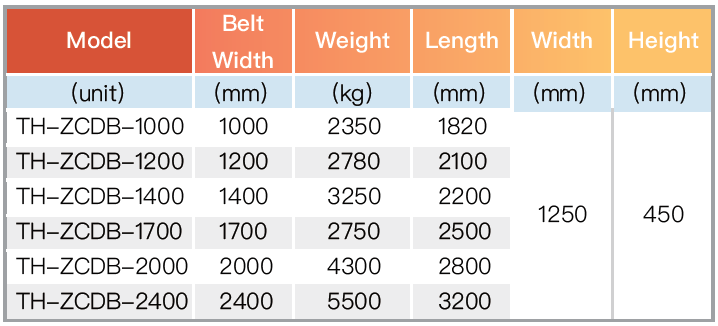 Model Belt Width Weight Length Width Height
(unit) (mm) (kg) (mm) (mm) (mm)
TH-ZCDB-1000 1000 2350 1820
TH-ZCDB-1200 1200 2780 2100
TH-ZCDB-1400 1400 3250 2200
1250 450
TH-ZCDB-1700 1700 2750 2500
TH-ZCDB-2000 2000 4300 2800
TH-ZCDB-2400 2400 5500 3200